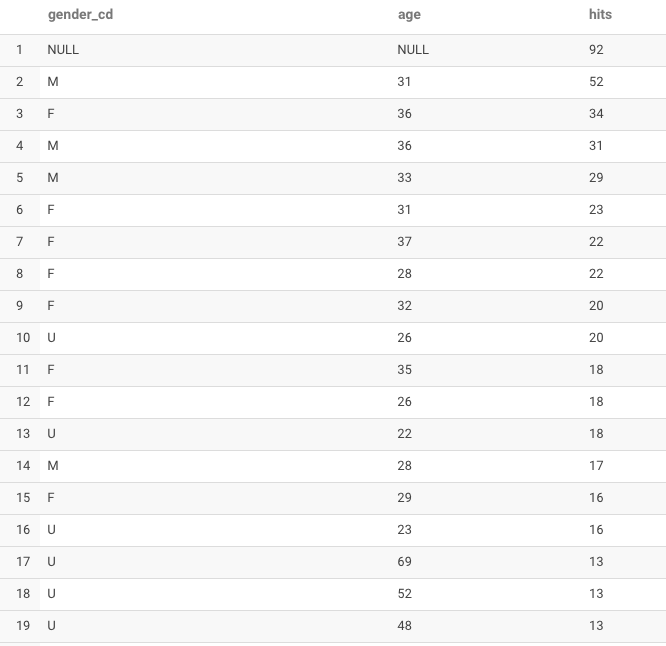 gender_cd age hits
1 NULL NULL 92
2 M 31 52
3 F 36 34
4 M 36 31
5 M 33 29
6 F 31 23
7 F 37 22
8 F 28 22
9 F 32 20
10 U 26 20
11 F 35 18
12 F 26 18
13 U 22 18
14 M 28 17
15 F 29 16
16 U 23 16
17 U 69 13
18 U 52 13
19 U 48 13